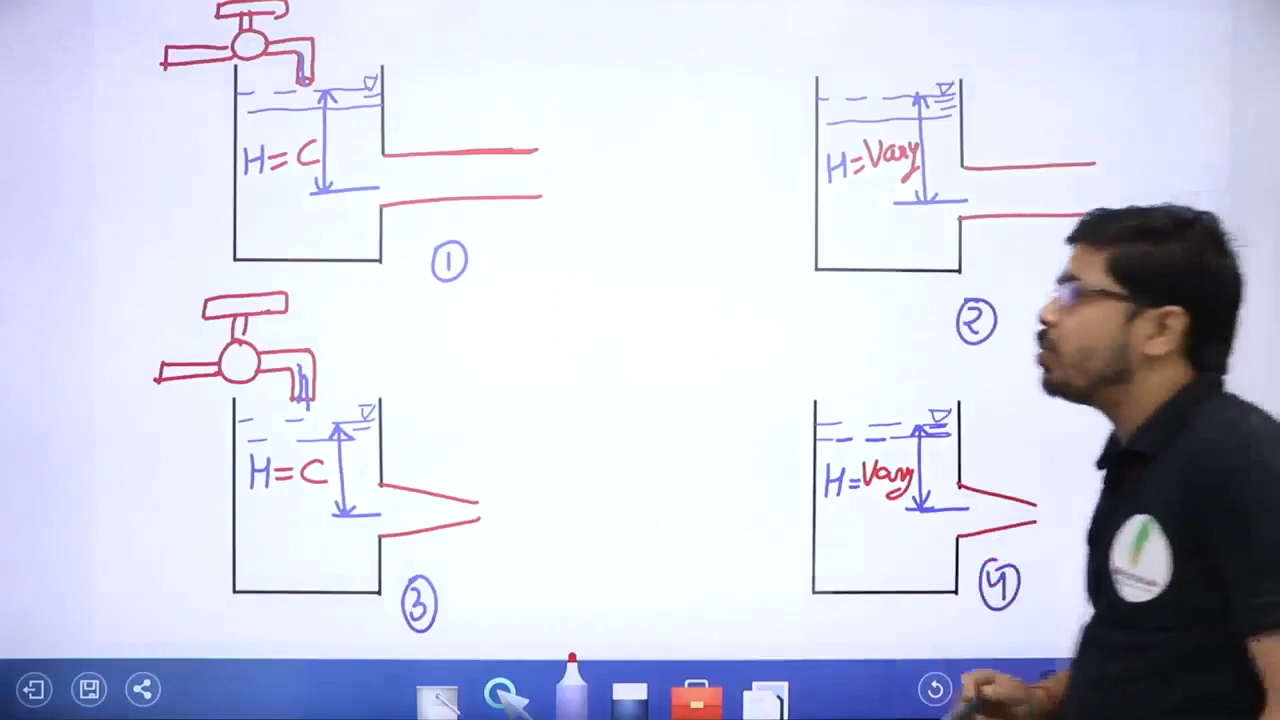 H=C
①
H=Vary
②
H=C
③
H=Vary
④